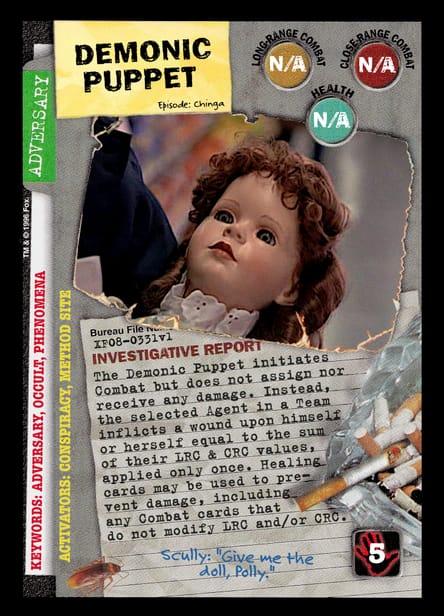 DEMONIC
PUPPET
Episode: Chinga
LONG-RANGE COMBAT
N/A
CLOSE-RANGE COMBAT
N/A
HEALTH
N/A
ADVERSARY
TM & © 1996 Fox.
KEYWORDS: ADVERSARY, OCCULT, PHENOMENA
ACTIVATORS: CONSPIRACY, METHOD SITE
Bureau File
XF08-0331v1
INVESTIGATIVE REPORT
The Demonic Puppet initiates
Combat but does not assign nor
receive any damage. Instead,
the selected Agent in a Team
inflicts a wound upon himself
or herself equal to the sum
of their LRC & CRC values,
applied only once. Healing
cards may be used to pre-
vent damage, including
any Combat cards that
do not modify LRC and/or CRC.
Scully: "Give me the
doll, Polly."
5